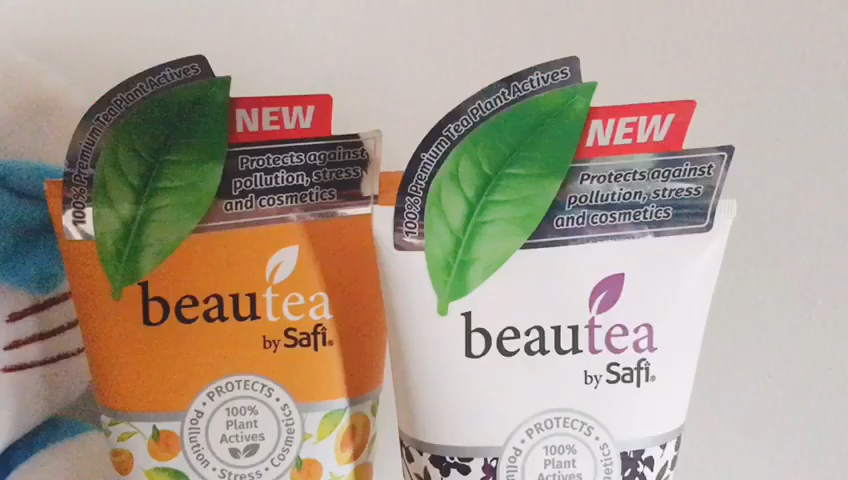 100% Premium Tea Plant Actives
NEW
Protects against
pollution, stress
and cosmetics
beautea
by Safi®
PROTECTS
Pollution • Stress • Cosmetics
100%
Plant
Actives
100% Premium Tea Plant Actives
NEW
Protects against
pollution, stress
and cosmetics
beautea
by Safi®
PROTECTS
100%
Plant
Actives